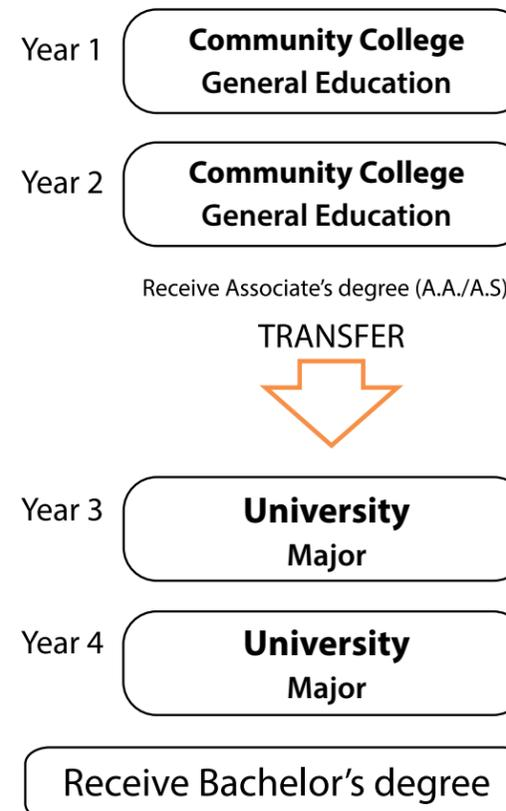 Year 1
Community College
General Education
Year 2
Community College
General Education
Receive Associate's degree (A.A./A.S)
TRANSFER
Year 3
University
Major
Year 4
University
Major
Receive Bachelor's degree